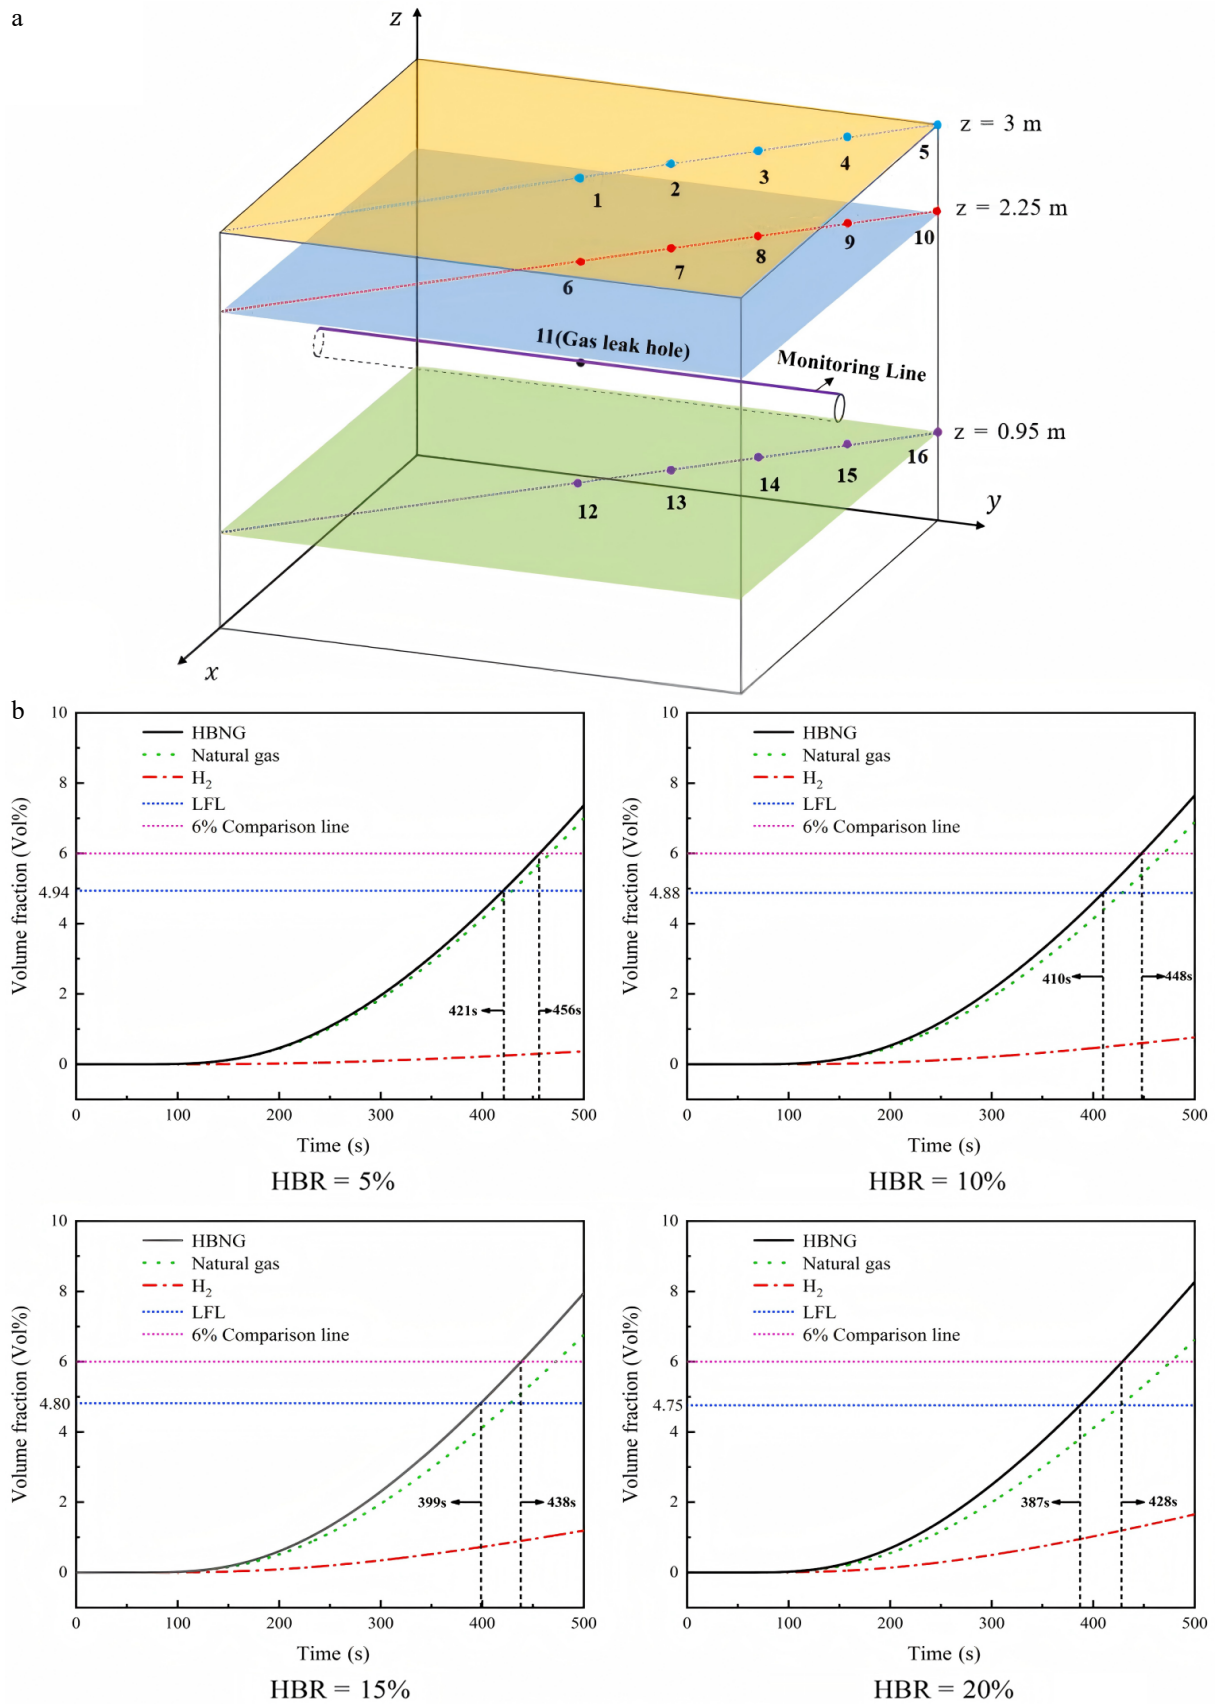 a
z
z = 3 m
1
2
3
4
5
z = 2.25 m
6
7
8
9
10
11(Gas leak hole)
Monitoring Line
z = 0.95 m
12
13
14
15
16
y
x
b
Volume fraction (Vol%)
10
8
6
4.94
4
2
0
HBNG
Natural gas
H₂
LFL
6% Comparison line
421s
456s
0 100 200 300 400 500
Time (s)
HBR = 5%
Volume fraction (Vol%)
10
8
6
4.88
4
2
0
HBNG
Natural gas
H₂
LFL
6% Comparison line
410s
448s
0 100 200 300 400 500
Time (s)
HBR = 10%
Volume fraction (Vol%)
10
8
6
4.80
4
2
0
HBNG
Natural gas
H₂
LFL
6% Comparison line
399s
438s
0 100 200 300 400 500
Time (s)
HBR = 15%
Volume fraction (Vol%)
10
8
6
4.75
4
2
0
HBNG
Natural gas
H₂
LFL
6% Comparison line
387s
428s
0 100 200 300 400 500
Time (s)
HBR = 20%